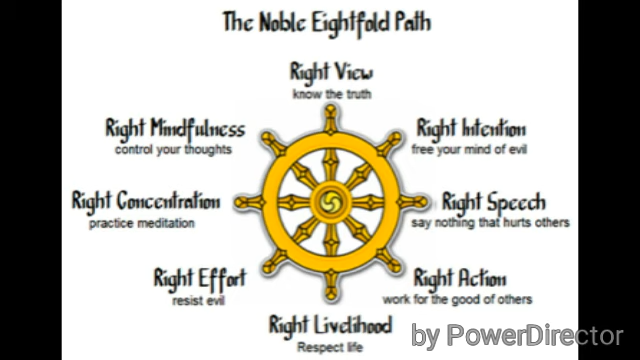 The Noble Eightfold Path
Right View
know the truth
Right Intention
free your mind of evil
Right Speech
say nothing that hurts others
Right Action
work for the good of others
Right Livelihood
Respect life
Right Effort
resist evil
Right Concentration
practice meditation
Right Mindfulness
control your thoughts
by PowerDirector